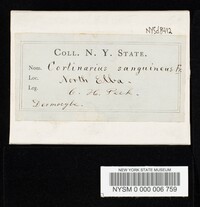 NYSd8412
COLL. N. Y. STATE.
Nom. Cortinarius sanguineus Fr.
Loc. North Elba.
Leg. C. H. Peck.
Dermocybe
NEW YORK STATE MUSEUM
NYSM 0 000 006 759